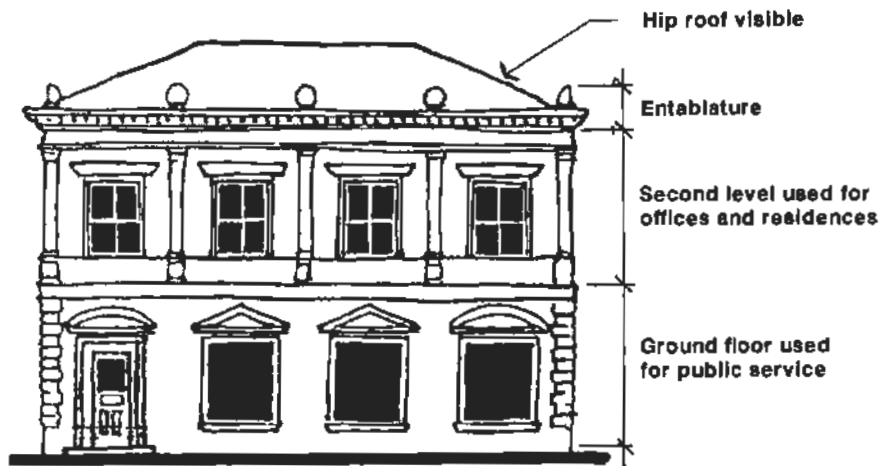 Hip roof visible
Entablature
Second level used for
offices and residences
Ground floor used
for public service